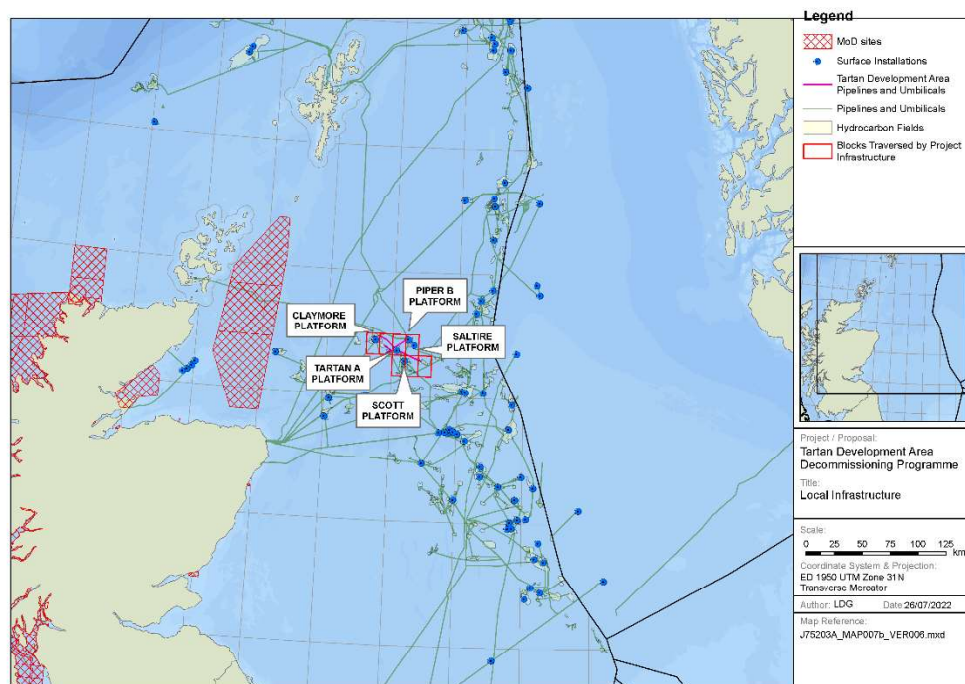 PIPER B
PLATFORM
CLAYMORE
PLATFORM
SALTIRE
PLATFORM
TARTAN A
PLATFORM
SCOTT
PLATFORM
Legend
MoD sites
Surface Installations
Tartan Development Area
Pipelines and Umbilicals
Pipelines and Umbilicals
Hydrocarbon Fields
Blocks Traversed by Project
Infrastructure
Project / Proposal:
Tartan Development Area
Decommissioning Programme
Title:
Local Infrastructure
Scale:
0 25 50 75 100 125
km
Coordinate System & Projection:
ED 1950 UTM Zone 31N
Transverse Mercator
Author: LDG Date: 26/07/2022
Map Reference:
J75203A_MAP007b_VER006.mxd